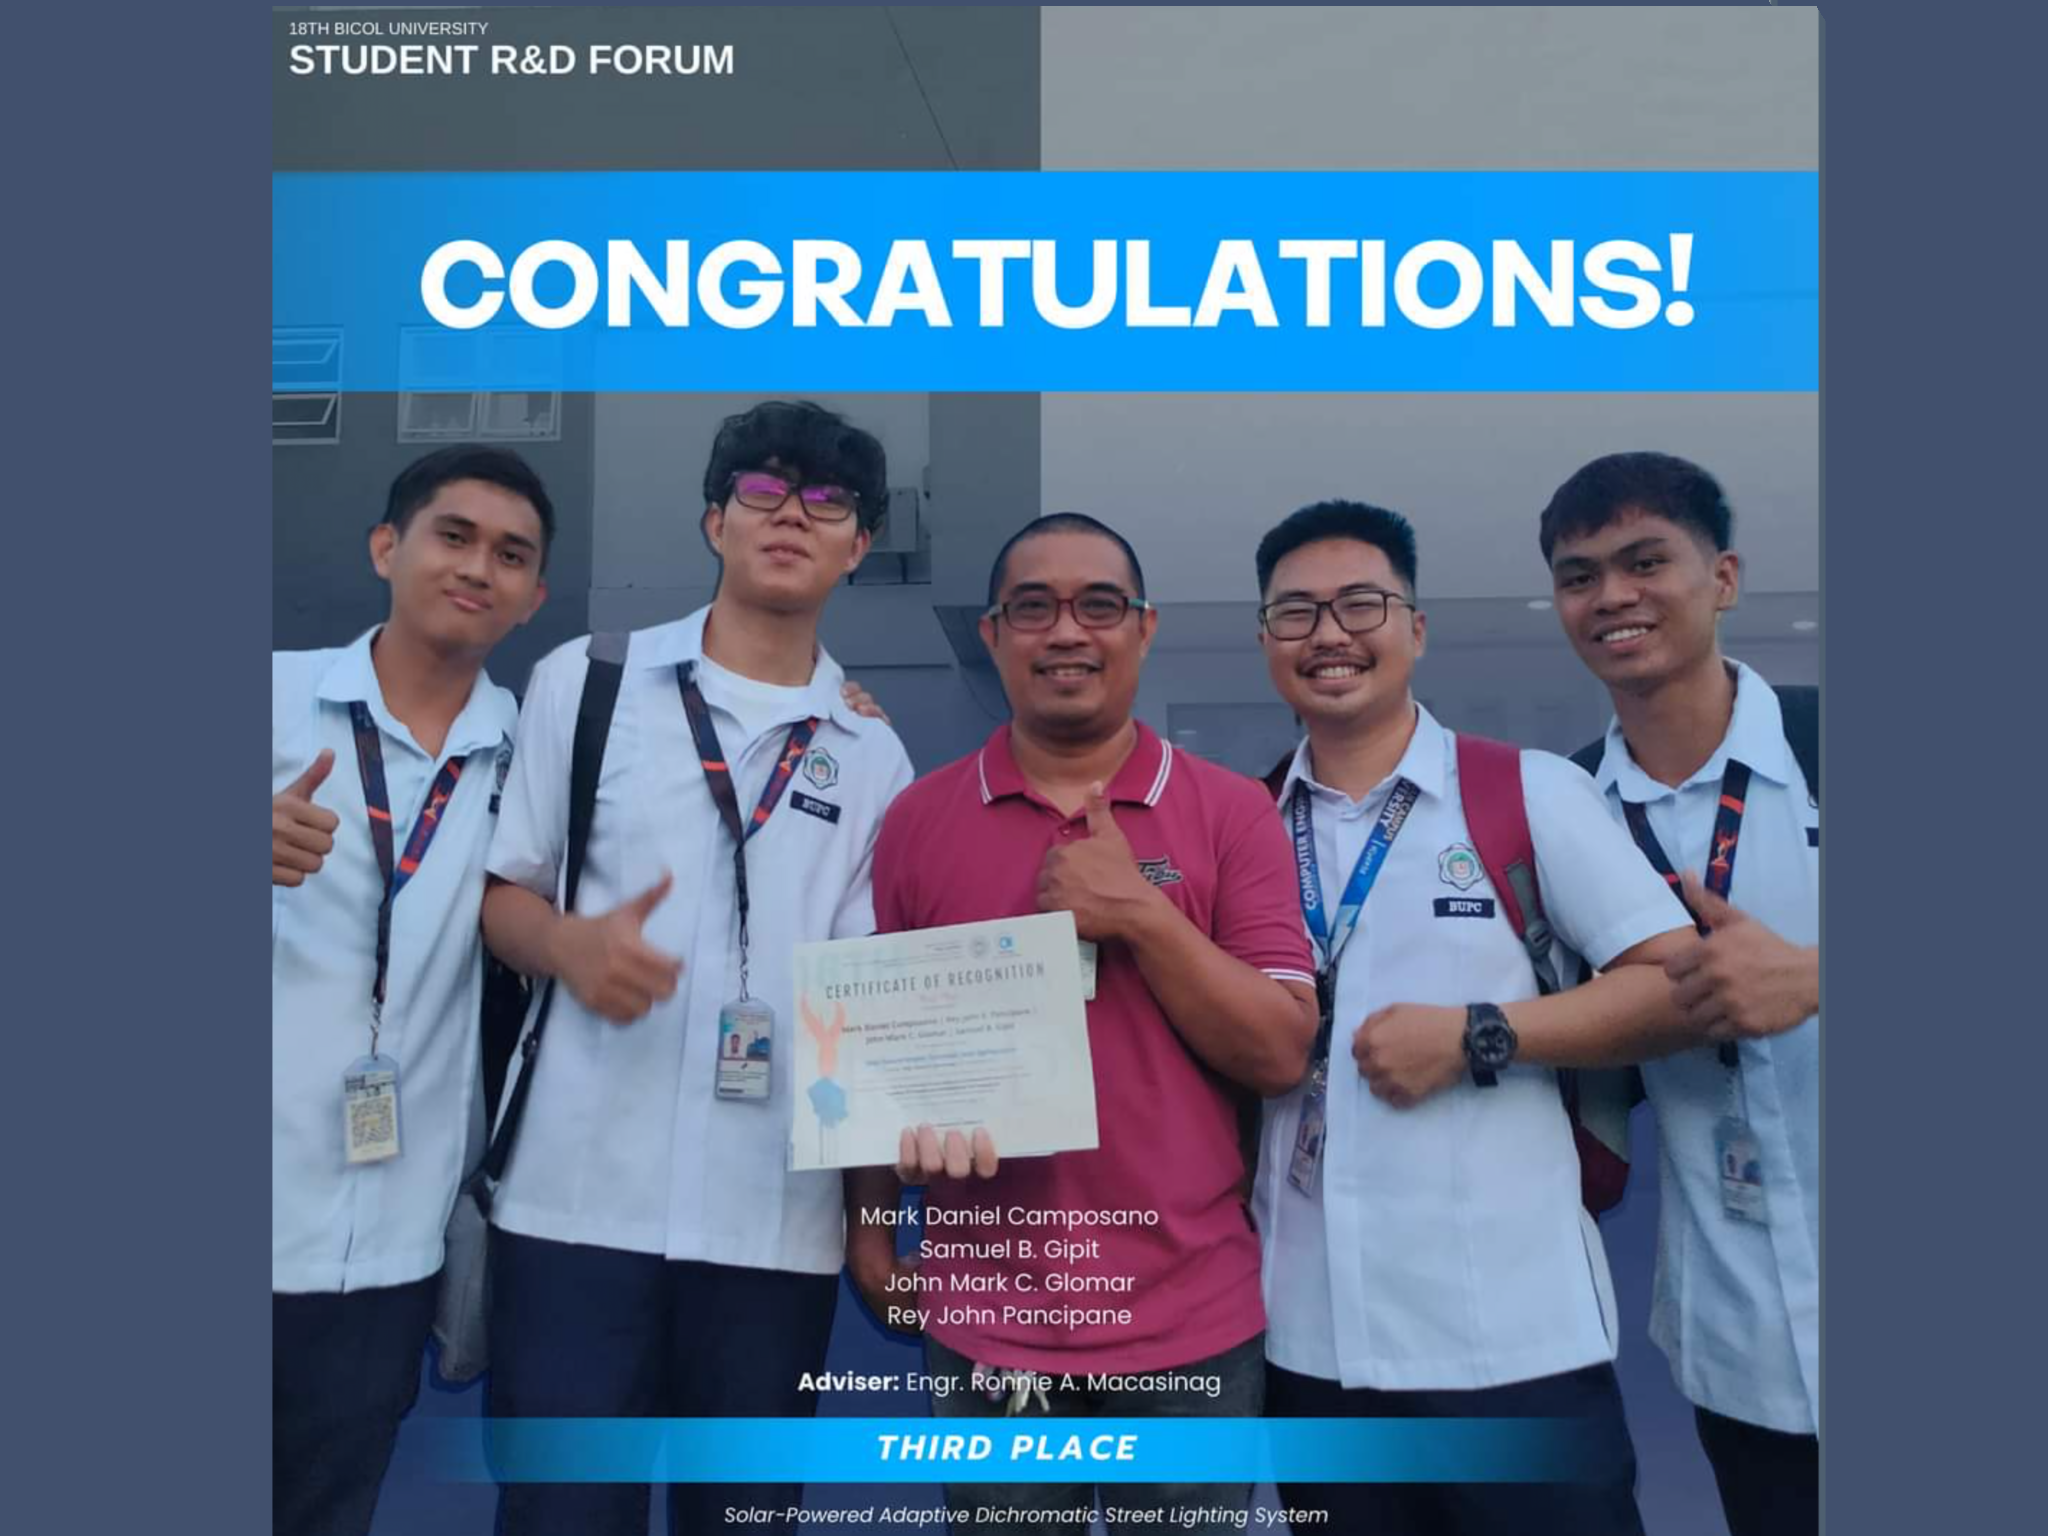 18TH BICOL UNIVERSITY
STUDENT R&D FORUM
CONGRATULATIONS!
BUPC
COMPUTER ENG
BUPC
CERTIFICATE OF RECOGNITION
Mark Daniel Camposano | Rey John Pancipane |
John Mark C. Glomar | Samuel B. Gipit
Mark Daniel Camposano
Samuel B. Gipit
John Mark C. Glomar
Rey John Pancipane
Adviser: Engr. Ronnie A. Macasinag
THIRD PLACE
Solar-Powered Adaptive Dichromatic Street Lighting System